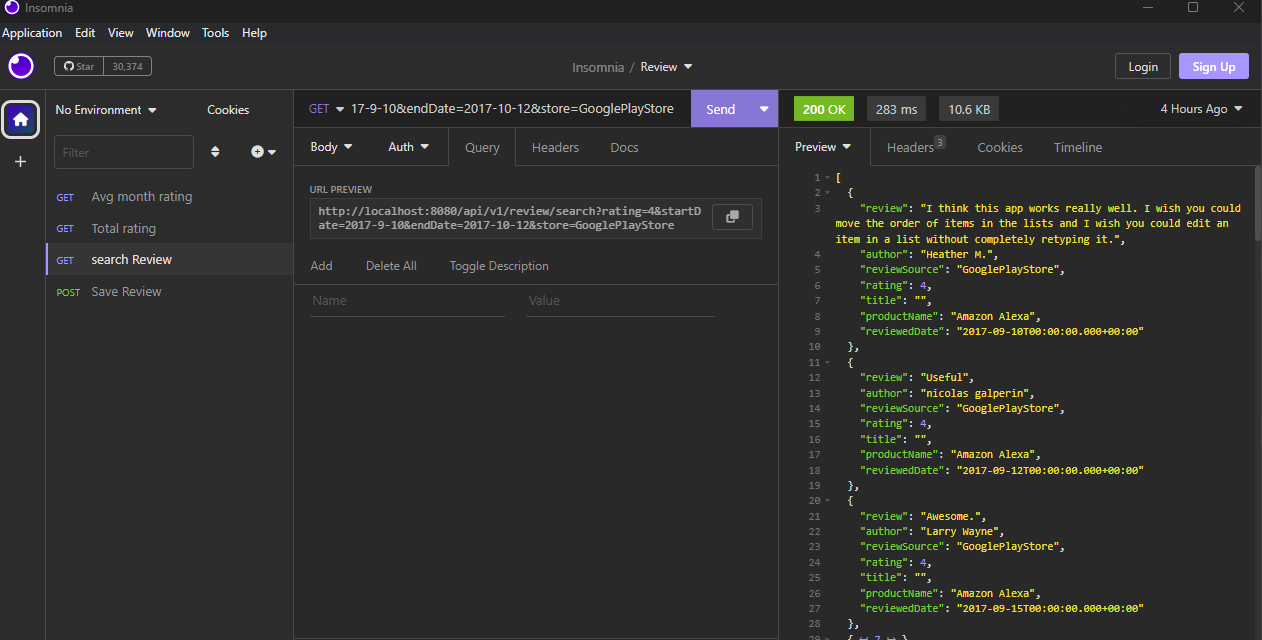 Insomnia
Application Edit View Window Tools Help
Star 30,374
Insomnia / Review
Login Sign Up
No Environment Cookies
Filter
GET Avg month rating
GET Total rating
GET search Review
POST Save Review
GET 17-9-10&endDate=2017-10-12&store=GooglePlayStore Send
Body Auth Query Headers Docs
URL PREVIEW
http://localhost:8080/api/v1/review/search?rating=4&startD
ate=2017-9-10&endDate=2017-10-12&store=GooglePlayStore
Add Delete All Toggle Description
Name Value
200 OK 283 ms 10.6 KB 4 Hours Ago
Preview Headers 3 Cookies Timeline
1 [
2 {
3 "review": "I think this app works really well. I wish you could
move the order of items in the lists and I wish you could edit an
item in a list without completely retyping it.",
4 "author": "Heather M.",
5 "reviewSource": "GooglePlayStore",
6 "rating": 4,
7 "title": "",
8 "productName": "Amazon Alexa",
9 "reviewedDate": "2017-09-10T00:00:00.000+00:00"
10 },
11 {
12 "review": "Useful",
13 "author": "nicolas galperin",
14 "reviewSource": "GooglePlayStore",
15 "rating": 4,
16 "title": "",
17 "productName": "Amazon Alexa",
18 "reviewedDate": "2017-09-12T00:00:00.000+00:00"
19 },
20 {
21 "review": "Awesome.",
22 "author": "Larry Wayne",
23 "reviewSource": "GooglePlayStore",
24 "rating": 4,
25 "title": "",
26 "productName": "Amazon Alexa",
27 "reviewedDate": "2017-09-15T00:00:00.000+00:00"
28 },
29 { ↤ 7 ↦ }